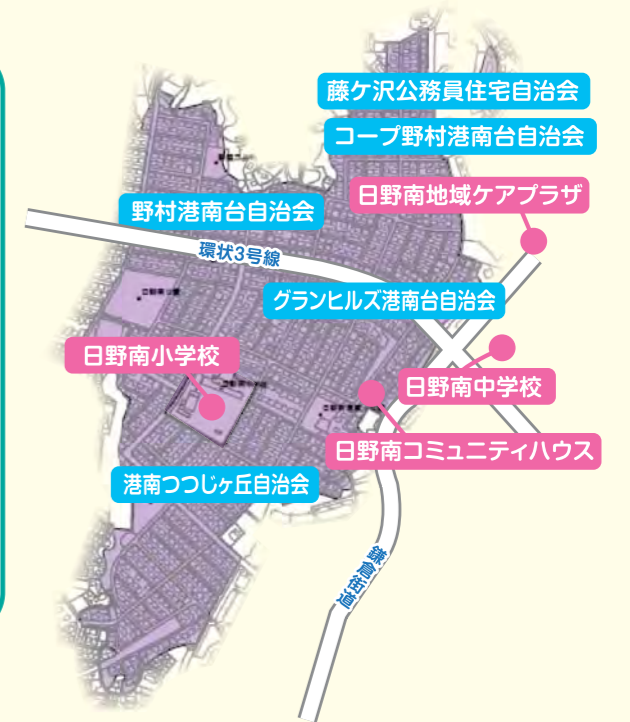 藤ケ沢公務員住宅自治会
コープ野村港南台自治会
日野南地域ケアプラザ
野村港南台自治会
環状3号線
グランヒルズ港南台自治会
日野南小学校
日野南中学校
日野南コミュニティハウス
港南つつじヶ丘自治会
鎌倉街道